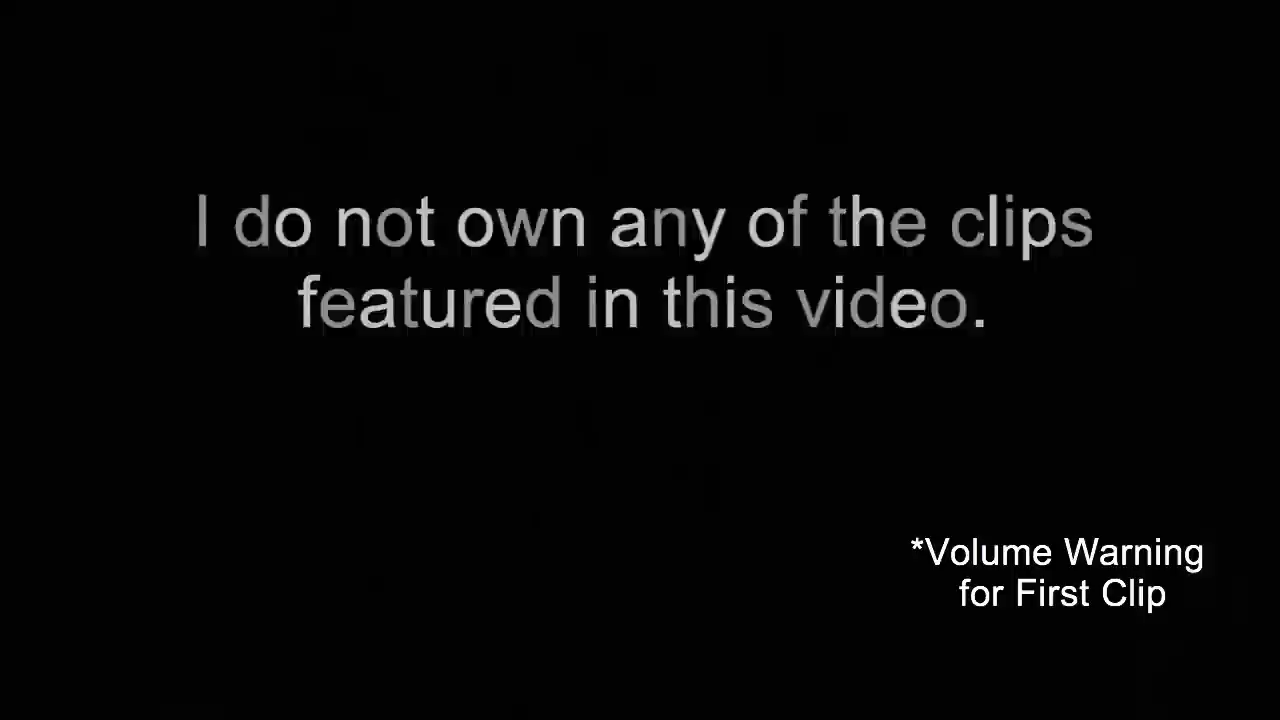 I do not own any of the clips
featured in this video.
*Volume Warning
for First Clip